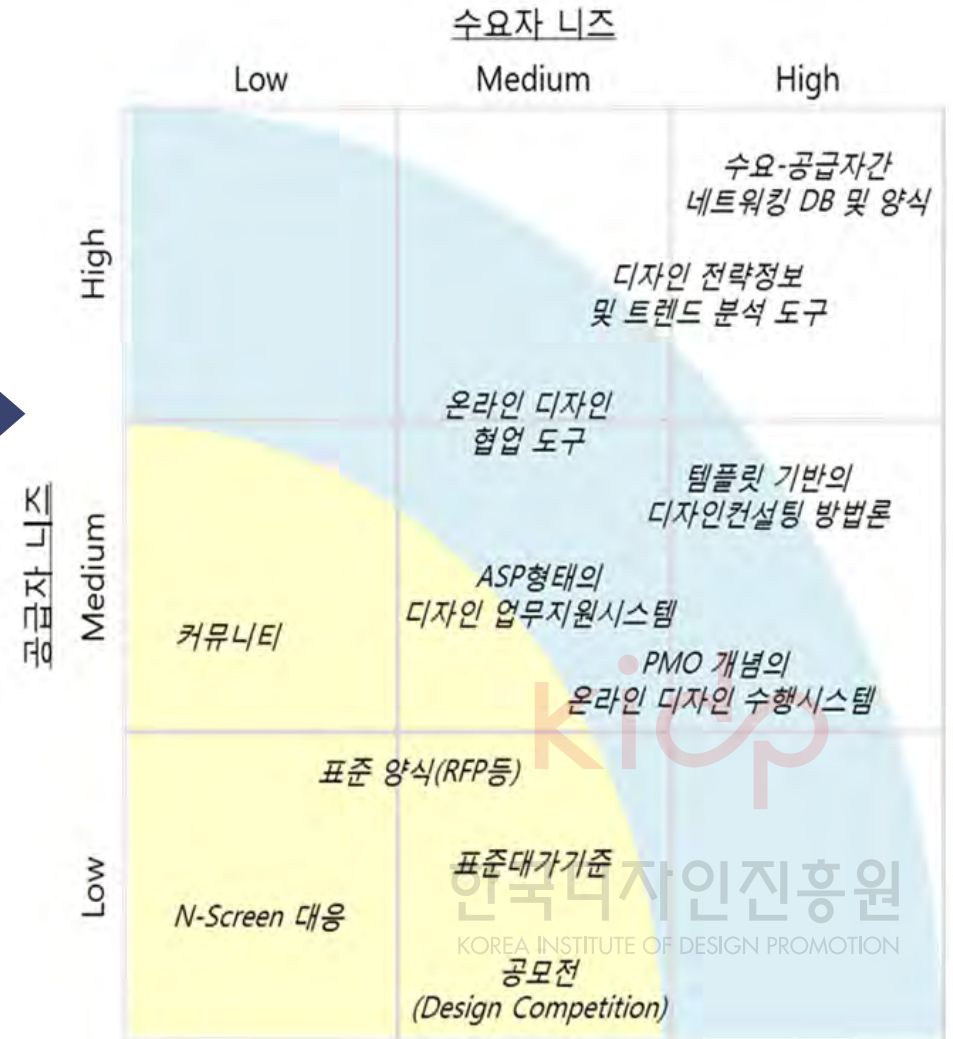 수요자 니즈
Low Medium High
수요-공급자간
네트워킹 DB 및 양식
High
디자인 전략정보
및 트렌드 분석 도구
온라인 디자인
협업 도구
템플릿 기반의
디자인컨설팅 방법론
공급자 니즈
Medium
ASP형태의
디자인 업무지원시스템
커뮤니티
PMO 개념의
온라인 디자인 수행시스템
kidp
표준 양식(RFP등)
Low
표준대가기준
한국디자인진흥원
N-Screen 대응
KOREA INSTITUTE OF DESIGN PROMOTION
공모전
(Design Competition)